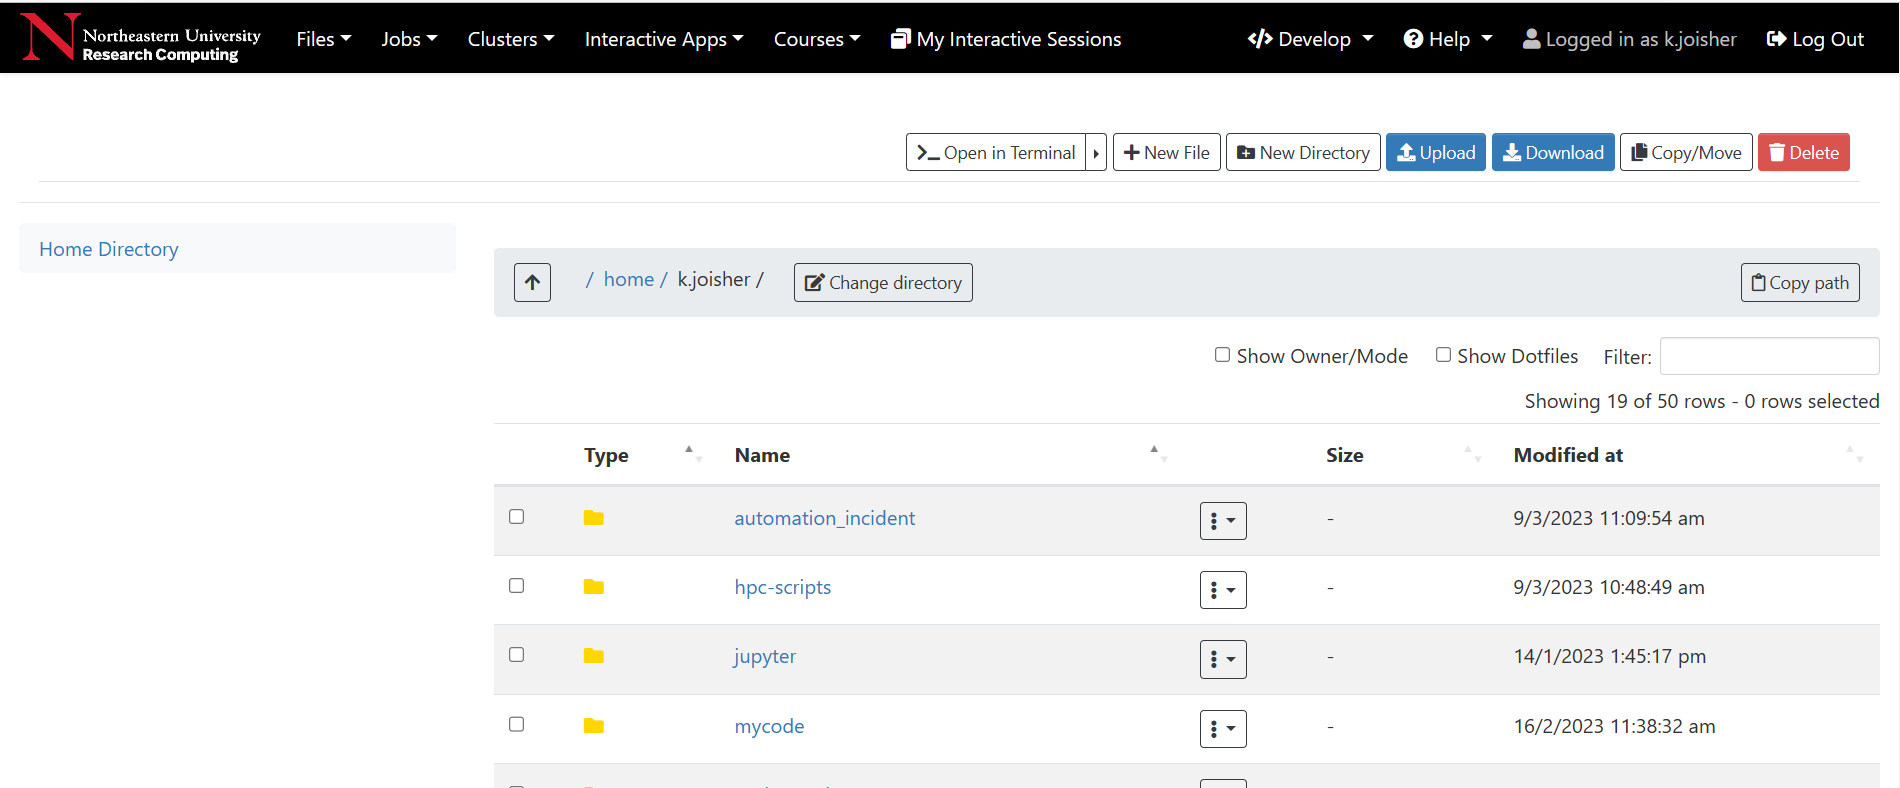 Northeastern University
Research Computing
Files Jobs Clusters Interactive Apps Courses My Interactive Sessions Develop Help Logged in as k.joisher Log Out
Open in Terminal New File New Directory Upload Download Copy/Move Delete
Home Directory
/ home / k.joisher / Change directory Copy path
Show Owner/Mode Show Dotfiles Filter:
Showing 19 of 50 rows - 0 rows selected
Type Name Size Modified at
automation_incident - 9/3/2023 11:09:54 am
hpc-scripts - 9/3/2023 10:48:49 am
jupyter - 14/1/2023 1:45:17 pm
mycode - 16/2/2023 11:38:32 am